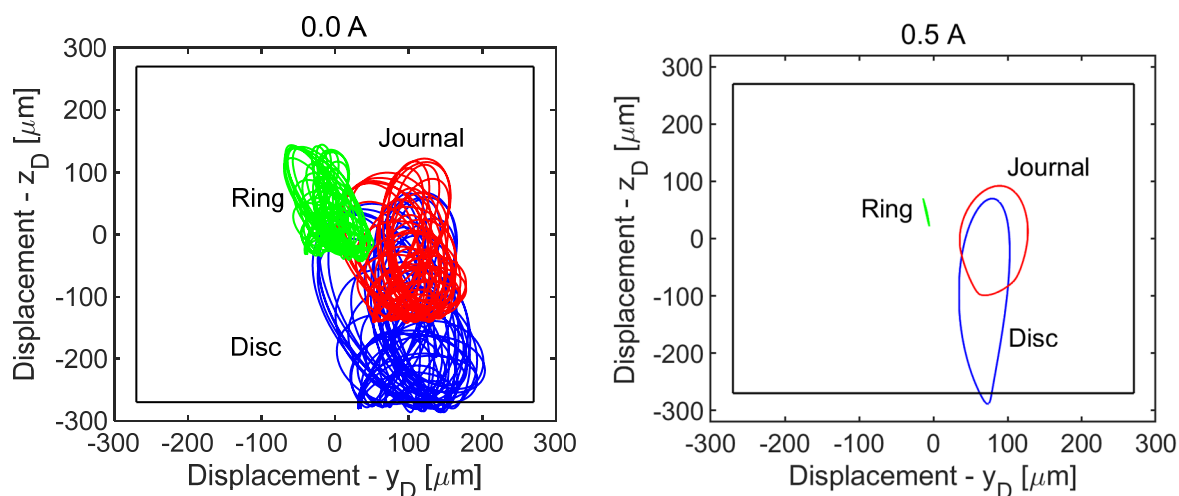 0.0 A
300
200
100
0
-100
-200
-300
-300 -200 -100 0 100 200 300
Displacement - z_D [μm]
Displacement - y_D [μm]
Journal
Ring
Disc
0.5 A
300
200
100
0
-100
-200
-300
-300 -200 -100 0 100 200 300
Displacement - z_D [μm]
Displacement - y_D [μm]
Journal
Ring
Disc